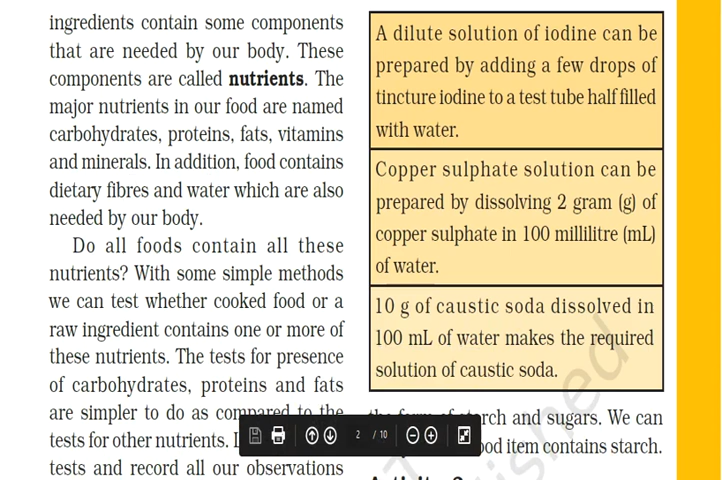 ingredients contain some components
that are needed by our body. These
components are called nutrients. The
major nutrients in our food are named
carbohydrates, proteins, fats, vitamins
and minerals. In addition, food contains
dietary fibres and water which are also
needed by our body.
Do all foods contain all these
nutrients? With some simple methods
we can test whether cooked food or a
raw ingredient contains one or more of
these nutrients. The tests for presence
of carbohydrates, proteins and fats
are simpler to do as compared to the
tests for other nutrients.
tests and record all our observations
A dilute solution of iodine can be
prepared by adding a few drops of
tincture iodine to a test tube half filled
with water.
Copper sulphate solution can be
prepared by dissolving 2 gram (g) of
copper sulphate in 100 millilitre (mL)
of water.
10 g of caustic soda dissolved in
100 mL of water makes the required
solution of caustic soda.
the form of starch and sugars. We can
food item contains starch.
2 / 10